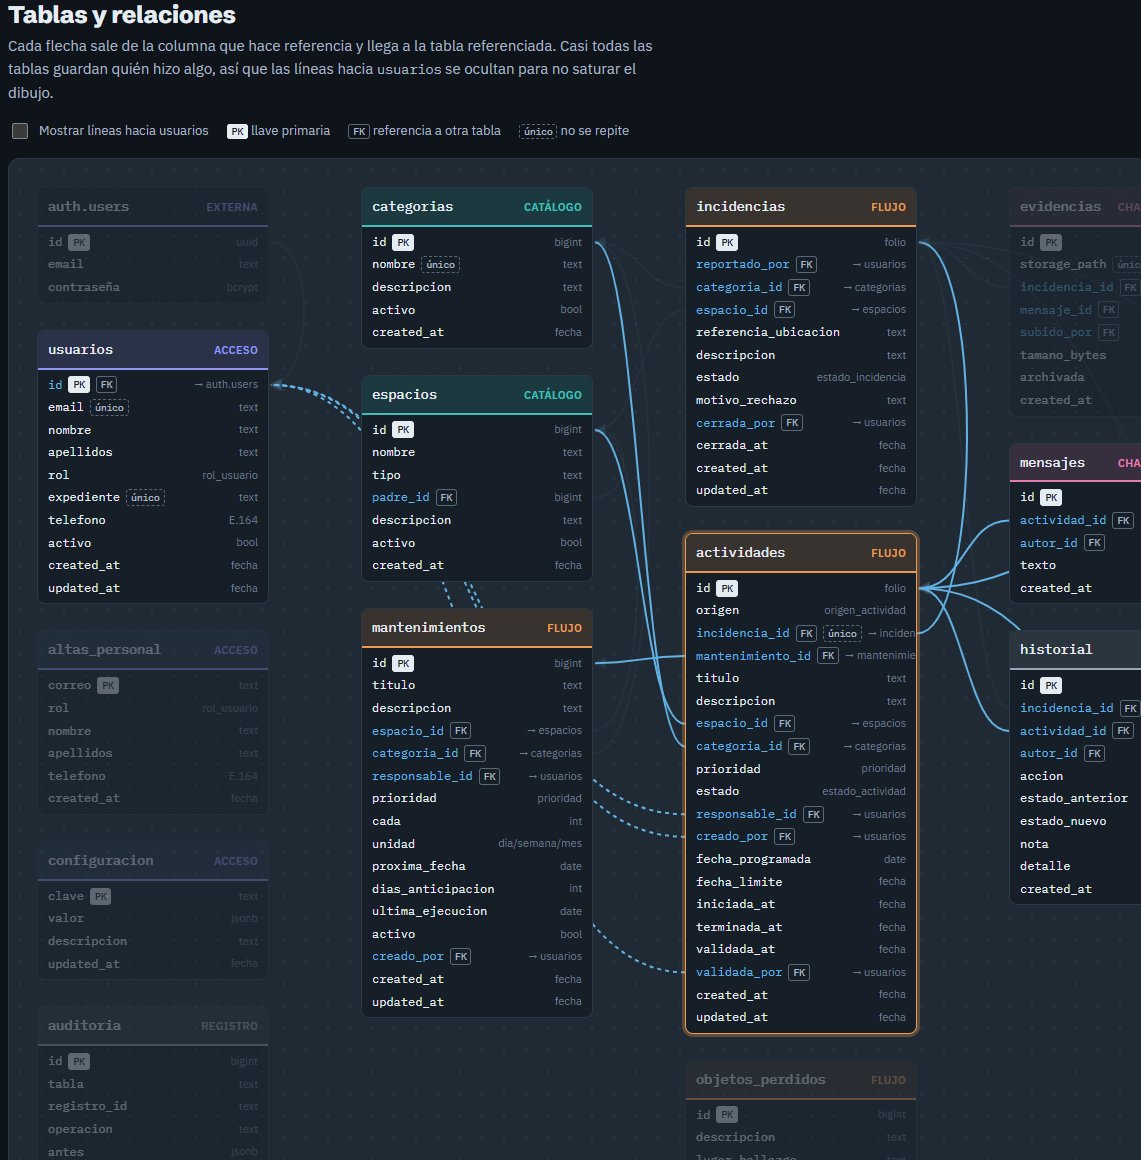 Tablas y relaciones
Cada flecha sale de la columna que hace referencia y llega a la tabla referenciada. Casi todas las
tablas guardan quién hizo algo, así que las líneas hacia usuarios se ocultan para no saturar el
dibujo.
Mostrar líneas hacia usuarios PK llave primaria FK referencia a otra tabla único no se repite
auth.users EXTERNA
id PK uuid
email text
contraseña bcrypt
usuarios ACCESO
id PK FK → auth.users
email único text
nombre text
apellidos text
rol rol_usuario
expediente único text
telefono E.164
activo bool
created_at fecha
updated_at fecha
altas_personal ACCESO
correo PK text
rol rol_usuario
nombre text
apellidos text
telefono E.164
created_at fecha
configuracion ACCESO
clave PK text
valor jsonb
descripcion text
updated_at fecha
auditoria REGISTRO
id PK bigint
tabla text
registro_id text
operacion text
antes jsonb
categorias CATÁLOGO
id PK bigint
nombre único text
descripcion text
activo bool
created_at fecha
espacios CATÁLOGO
id PK bigint
nombre text
tipo text
padre_id FK bigint
descripcion text
activo bool
created_at fecha
mantenimientos FLUJO
id PK bigint
titulo text
descripcion text
espacio_id FK → espacios
categoria_id FK → categorias
responsable_id FK → usuarios
prioridad prioridad
cada int
unidad día/semana/mes
proxima_fecha date
dias_anticipacion int
ultima_ejecucion date
activo bool
creado_por FK → usuarios
created_at fecha
updated_at fecha
incidencias FLUJO
id PK folio
reportado_por FK → usuarios
categoria_id FK → categorias
espacio_id FK → espacios
referencia_ubicacion text
descripcion text
estado estado_incidencia
motivo_rechazo text
cerrada_por FK → usuarios
cerrada_at fecha
created_at fecha
updated_at fecha
actividades FLUJO
id PK folio
origen origen_actividad
incidencia_id FK único → inciden
mantenimiento_id FK → mantenimie
titulo text
descripcion text
espacio_id FK → espacios
categoria_id FK → categorias
prioridad prioridad
estado estado_actividad
responsable_id FK → usuarios
creado_por FK → usuarios
fecha_programada date
fecha_limite fecha
iniciada_at fecha
terminada_at fecha
validada_at fecha
validada_por FK → usuarios
created_at fecha
updated_at fecha
objetos_perdidos FLUJO
id PK bigint
descripcion text
evidencias CHA
id PK
storage_path únic
incidencia_id FK
mensaje_id FK
subido_por FK
tamano_bytes
archivada
created_at
mensajes CHA
id PK
actividad_id FK
autor_id FK
texto
created_at
historial
id PK
incidencia_id FK
actividad_id FK
autor_id FK
accion
estado_anterior
estado_nuevo
nota
detalle
created_at